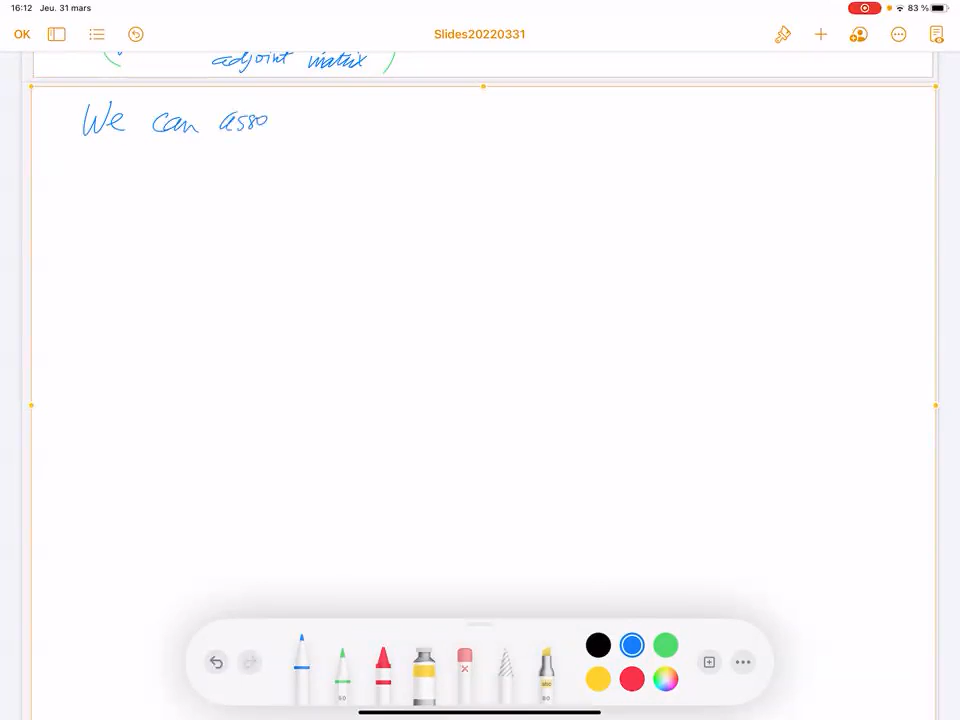 16:12 Jeu. 31 mars
83 %
OK
Slides20220331
adjoint matrix )
We can asso